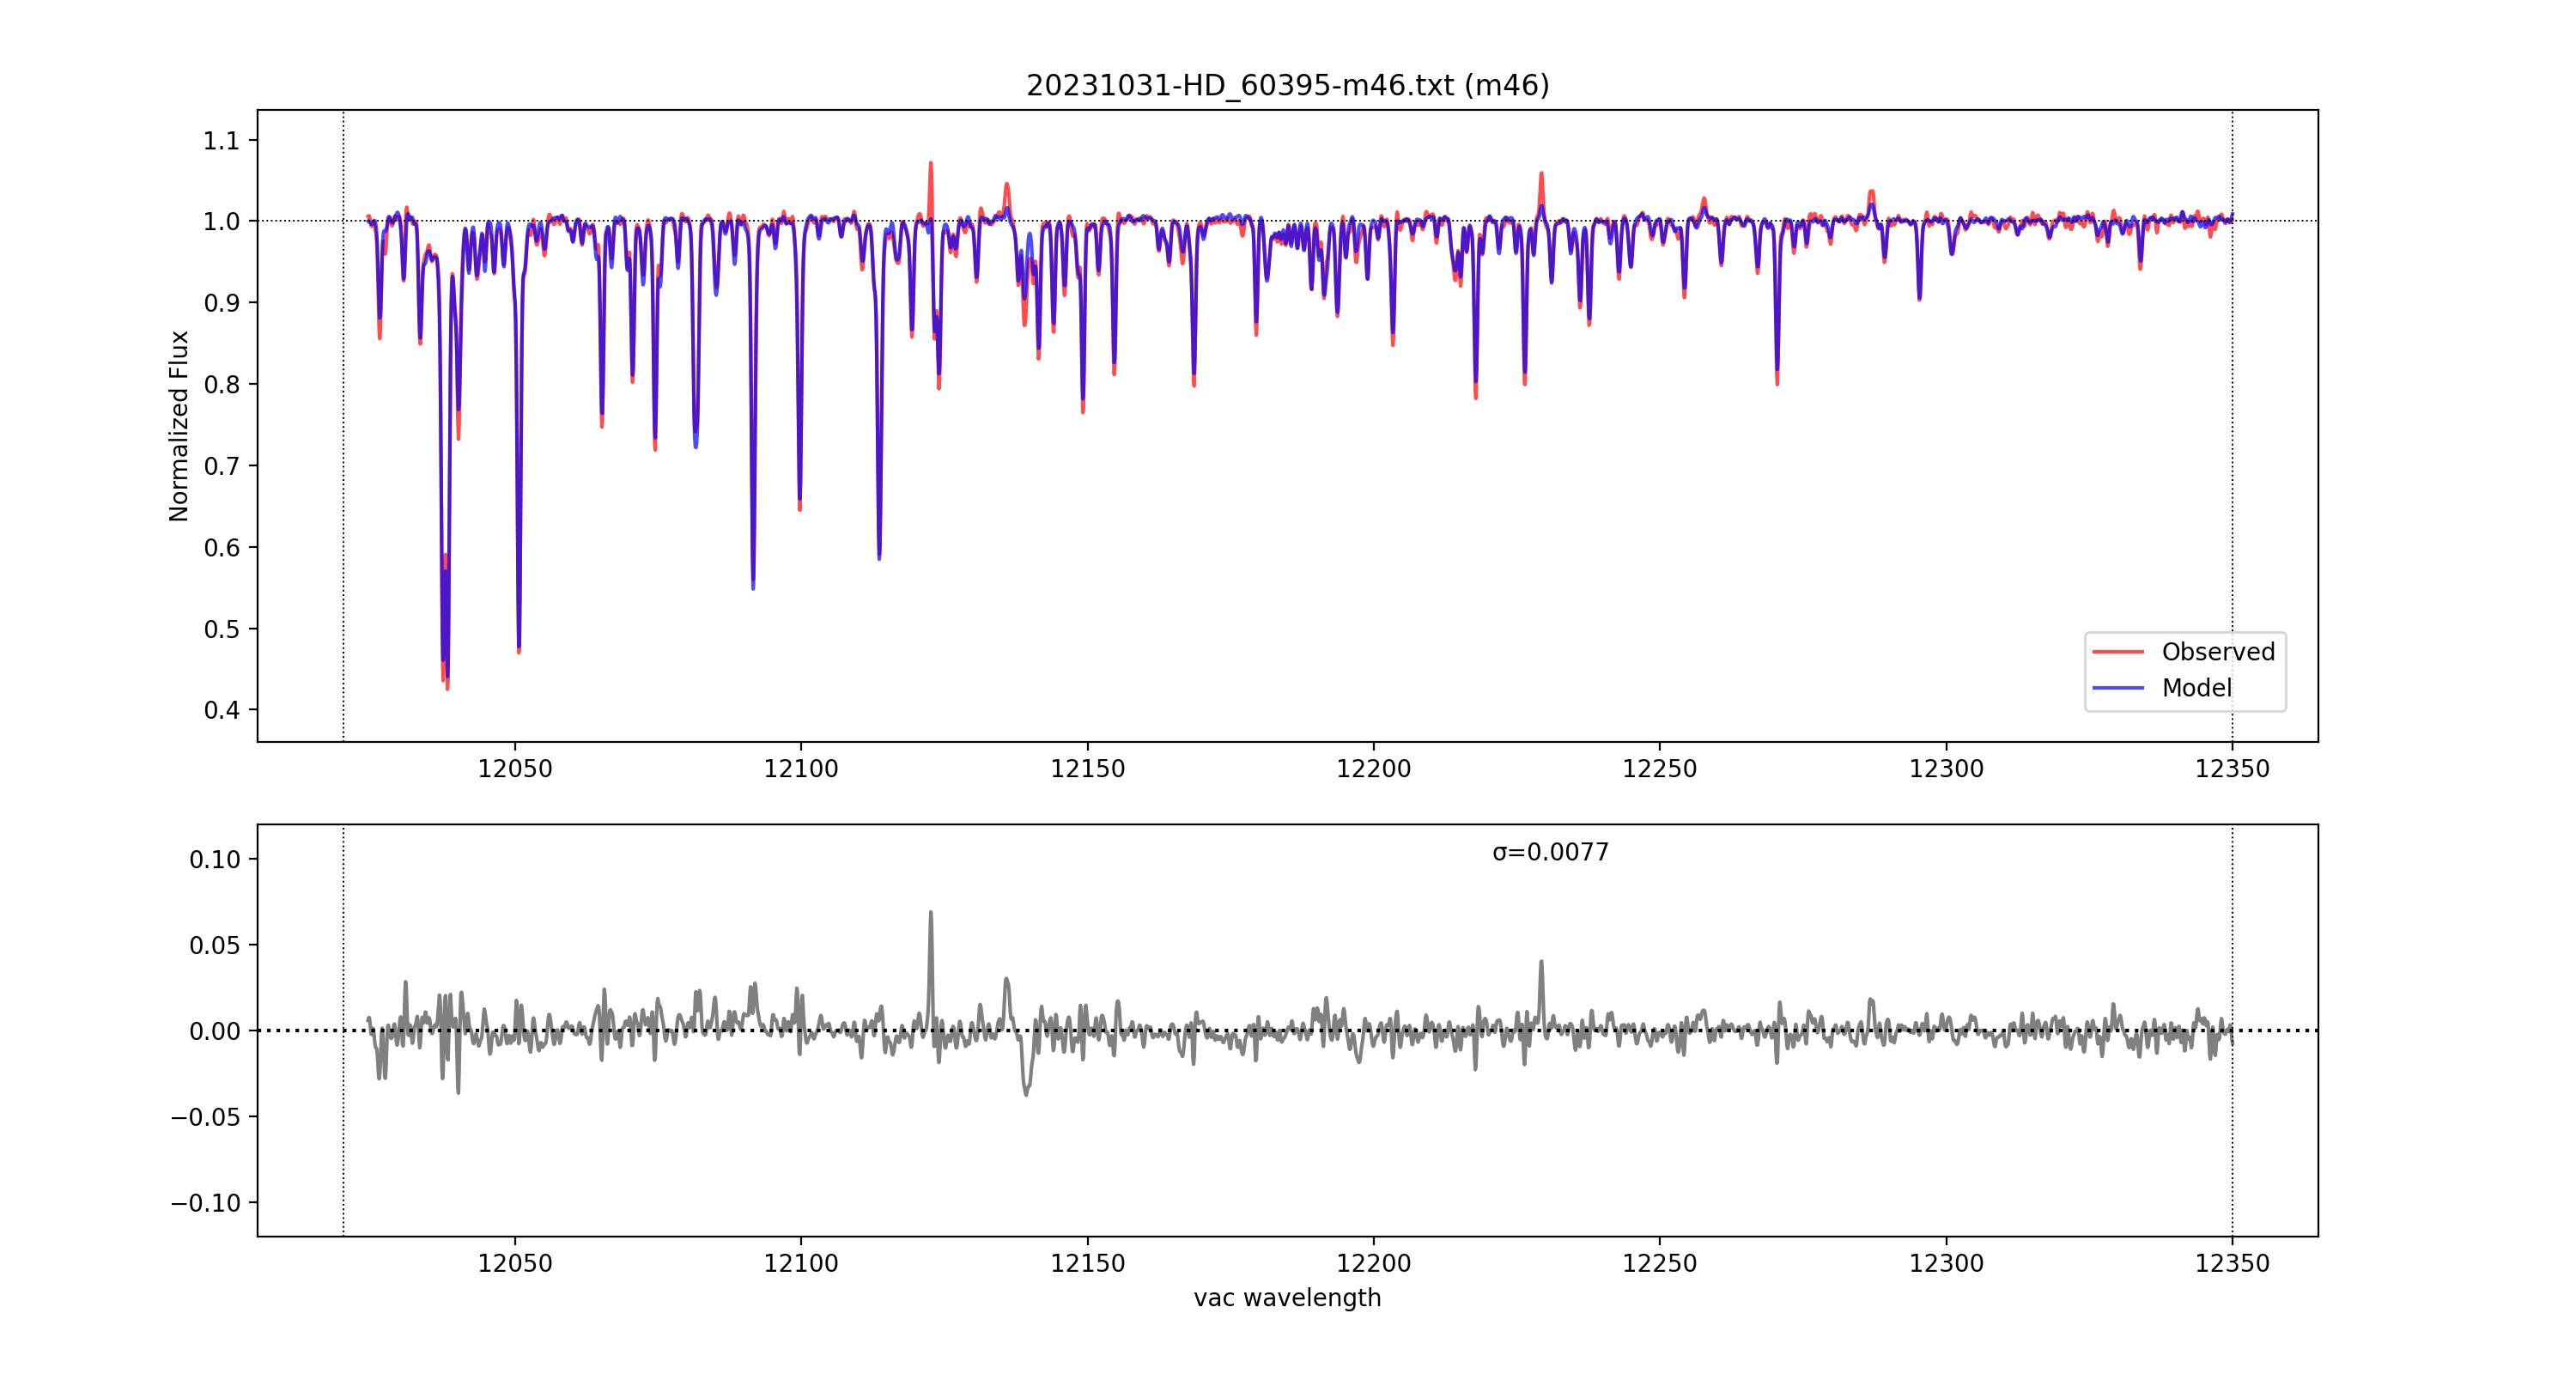 20231031-HD_60395-m46.txt (m46)
Normalized Flux
1.1
1.0
0.9
0.8
0.7
0.6
0.5
0.4
Observed
Model
12050 12100 12150 12200 12250 12300 12350
σ=0.0077
0.10
0.05
0.00
−0.05
−0.10
12050 12100 12150 12200 12250 12300 12350
vac wavelength